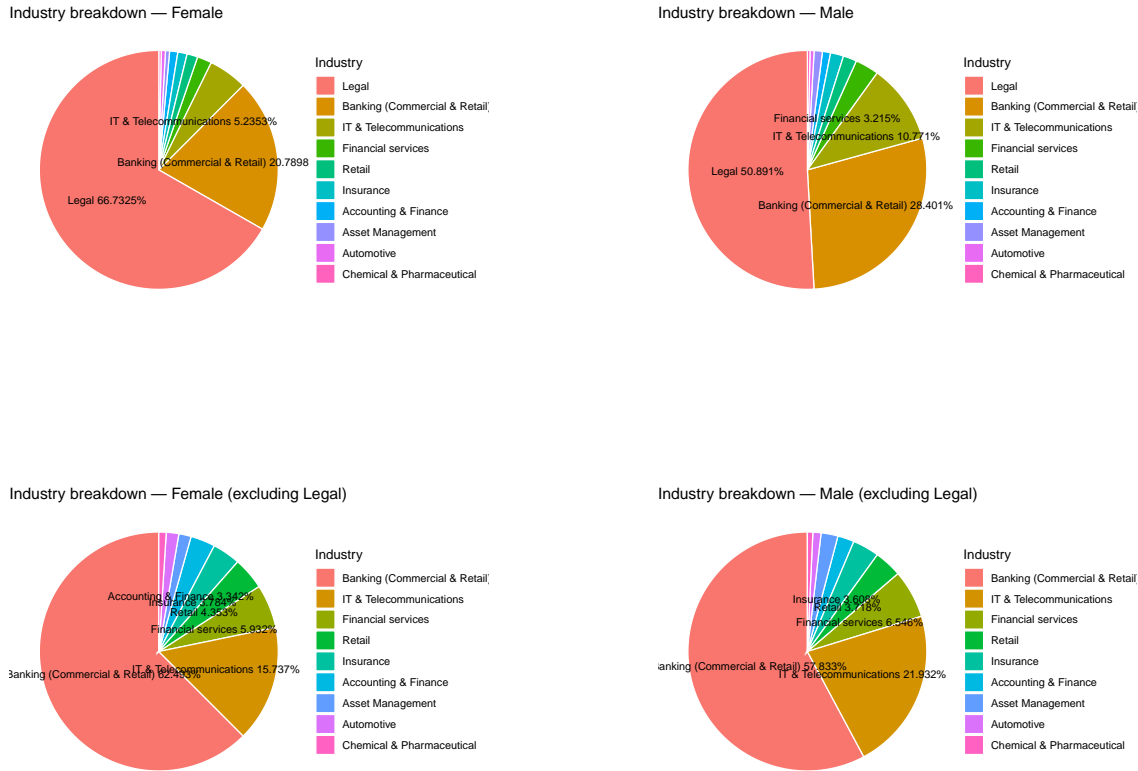 Industry breakdown — Female
Industry
Legal
Banking (Commercial & Retail)
IT & Telecommunications
Financial services
Retail
Insurance
Accounting & Finance
Asset Management
Automotive
Chemical & Pharmaceutical
IT & Telecommunications 5.2353%
Banking (Commercial & Retail) 20.7898
Legal 66.7325%
Industry breakdown — Male
Industry
Legal
Banking (Commercial & Retail)
IT & Telecommunications
Financial services
Retail
Insurance
Accounting & Finance
Asset Management
Automotive
Chemical & Pharmaceutical
Financial services 3.215%
IT & Telecommunications 10.771%
Legal 50.891%
Banking (Commercial & Retail) 28.401%
Industry breakdown — Female (excluding Legal)
Industry
Banking (Commercial & Retail)
IT & Telecommunications
Financial services
Retail
Insurance
Accounting & Finance
Asset Management
Automotive
Chemical & Pharmaceutical
Accounting & Finance 3.342%
Insurance 3.784%
Retail 4.353%
Financial services 5.932%
IT & Telecommunications 15.737%
Banking (Commercial & Retail) 62.493%
Industry breakdown — Male (excluding Legal)
Industry
Banking (Commercial & Retail)
IT & Telecommunications
Financial services
Retail
Insurance
Accounting & Finance
Asset Management
Automotive
Chemical & Pharmaceutical
Insurance 3.608%
Retail 3.718%
Financial services 6.546%
anking (Commercial & Retail) 57.833%
IT & Telecommunications 21.932%